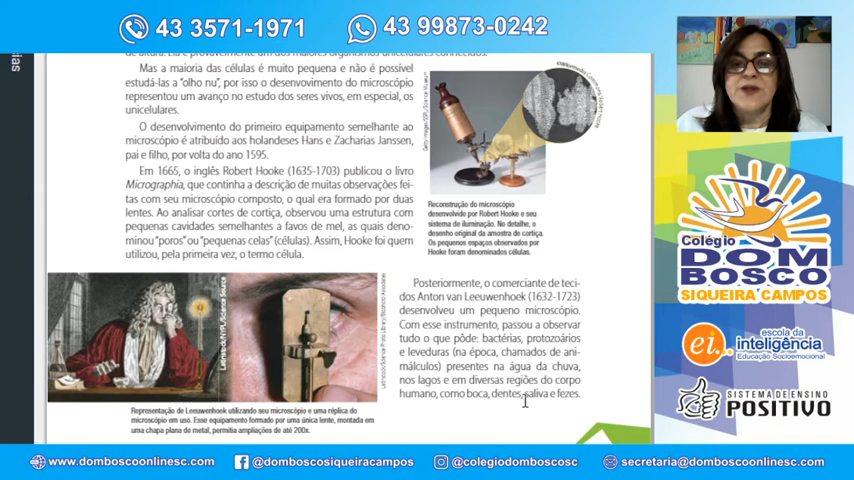 43 3571-1971
43 99873-0242
ias
de altura. Ela é provavelmente um dos maiores organismos unicelulares conhecidos.
Mas a maioria das células é muito pequena e não é possível
estudá-las a "olho nu", por isso o desenvolvimento do microscópio
representou um avanço no estudo dos seres vivos, em especial, os
unicelulares.
O desenvolvimento do primeiro equipamento semelhante ao
microscópio é atribuído aos holandeses Hans e Zacharias Janssen,
pai e filho, por volta do ano 1595.
Em 1665, o inglês Robert Hooke (1635-1703) publicou o livro
Micrographia, que continha a descrição de muitas observações fei-
tas com seu microscópio composto, o qual era formado por duas
lentes. Ao analisar cortes de cortiça, observou uma estrutura com
pequenas cavidades semelhantes a favos de mel, as quais deno-
minou "poros" ou "pequenas celas" (células). Assim, Hooke foi quem
utilizou, pela primeira vez, o termo célula.
Reconstrução do microscópio
desenvolvido por Robert Hooke e seu
sistema de iluminação. No detalhe, o
desenho original da amostra de cortiça.
Os pequenos espaços observados por
Hooke foram denominados células.
Posteriormente, o comerciante de teci-
dos Anton van Leeuwenhoek (1632-1723)
desenvolveu um pequeno microscópio.
Com esse instrumento, passou a observar
tudo o que pôde: bactérias, protozoários
e leveduras (na época, chamados de ani-
málculos) presentes na água da chuva,
nos lagos e em diversas regiões do corpo
humano, como boca, dentes, saliva e fezes.
Representação de Leeuwenhoek utilizando seu microscópio e uma réplica do
microscópio em uso. Esse equipamento formado por uma única lente, montada em
uma chapa plana de metal, permitia ampliações de até 200x.
Colégio
DOM
BOSCO
SIQUEIRA CAMPOS
ei.
escola da
inteligência
Educação Socioemocional
SISTEMA DE ENSINO
POSITIVO
www.domboscoonlinesc.com
@domboscosiqueiracampos
@colegiodomboscosc
secretaria@domboscoonlinesc.com